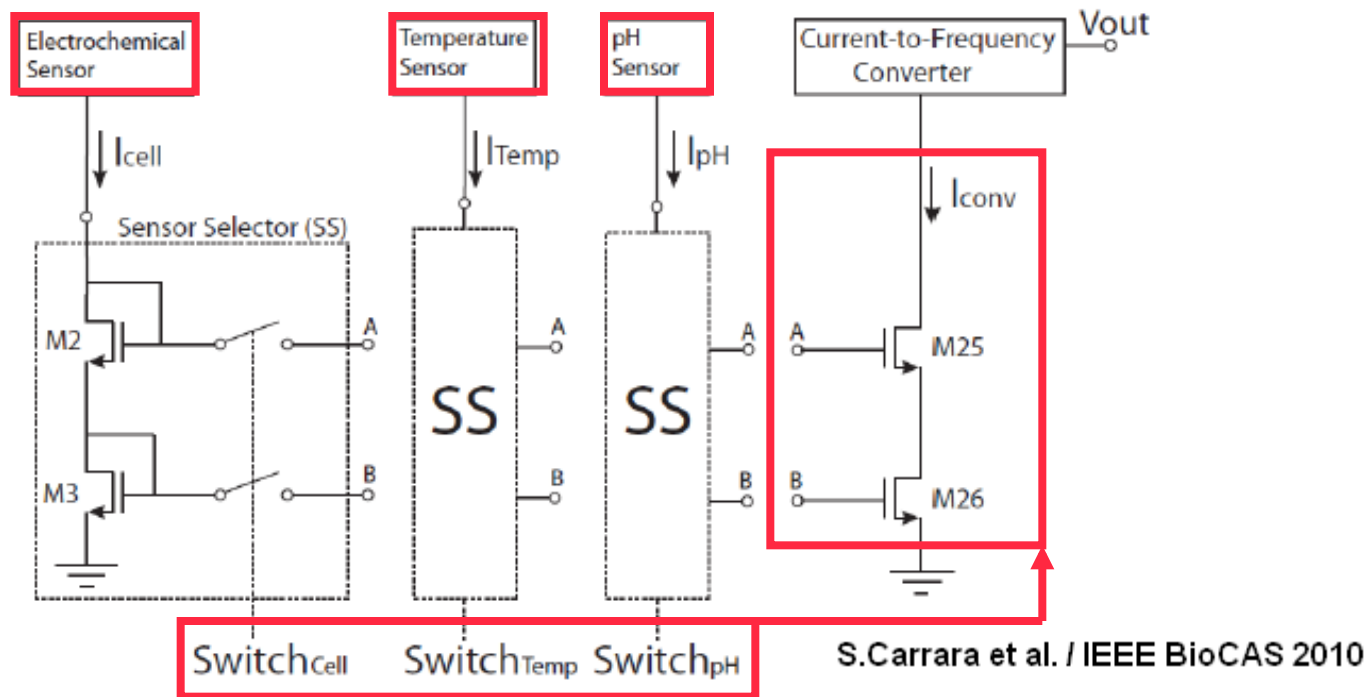 Electrochemical
Sensor
Temperature
Sensor
pH
Sensor
Current-to-Frequency
Converter
Vout
Icell
ITemp
IpH
Iconv
Sensor Selector (SS)
M2
A
A
A
A
M25
SS
SS
M3
B
B
B
B
M26
SwitchCell
SwitchTemp
SwitchpH
S.Carrara et al. / IEEE BioCAS 2010